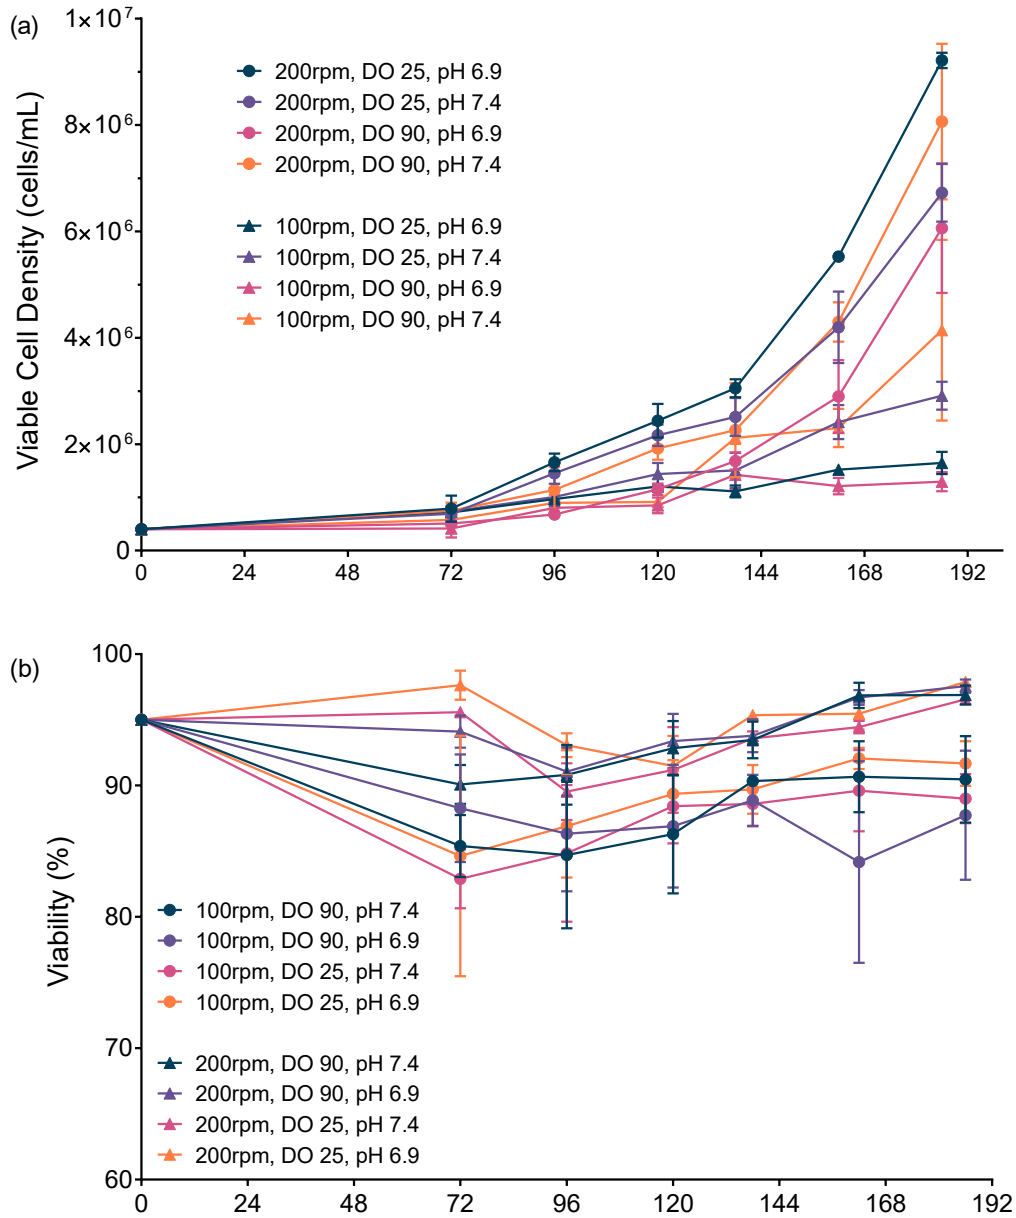 (a)
Viable Cell Density (cells/mL)
1×10⁷
8×10⁶
6×10⁶
4×10⁶
2×10⁶
0
200rpm, DO 25, pH 6.9
200rpm, DO 25, pH 7.4
200rpm, DO 90, pH 6.9
200rpm, DO 90, pH 7.4
100rpm, DO 25, pH 6.9
100rpm, DO 25, pH 7.4
100rpm, DO 90, pH 6.9
100rpm, DO 90, pH 7.4
0 24 48 72 96 120 144 168 192
(b)
Viability (%)
100
90
80
70
60
100rpm, DO 90, pH 7.4
100rpm, DO 90, pH 6.9
100rpm, DO 25, pH 7.4
100rpm, DO 25, pH 6.9
200rpm, DO 90, pH 7.4
200rpm, DO 90, pH 6.9
200rpm, DO 25, pH 7.4
200rpm, DO 25, pH 6.9
0 24 48 72 96 120 144 168 192